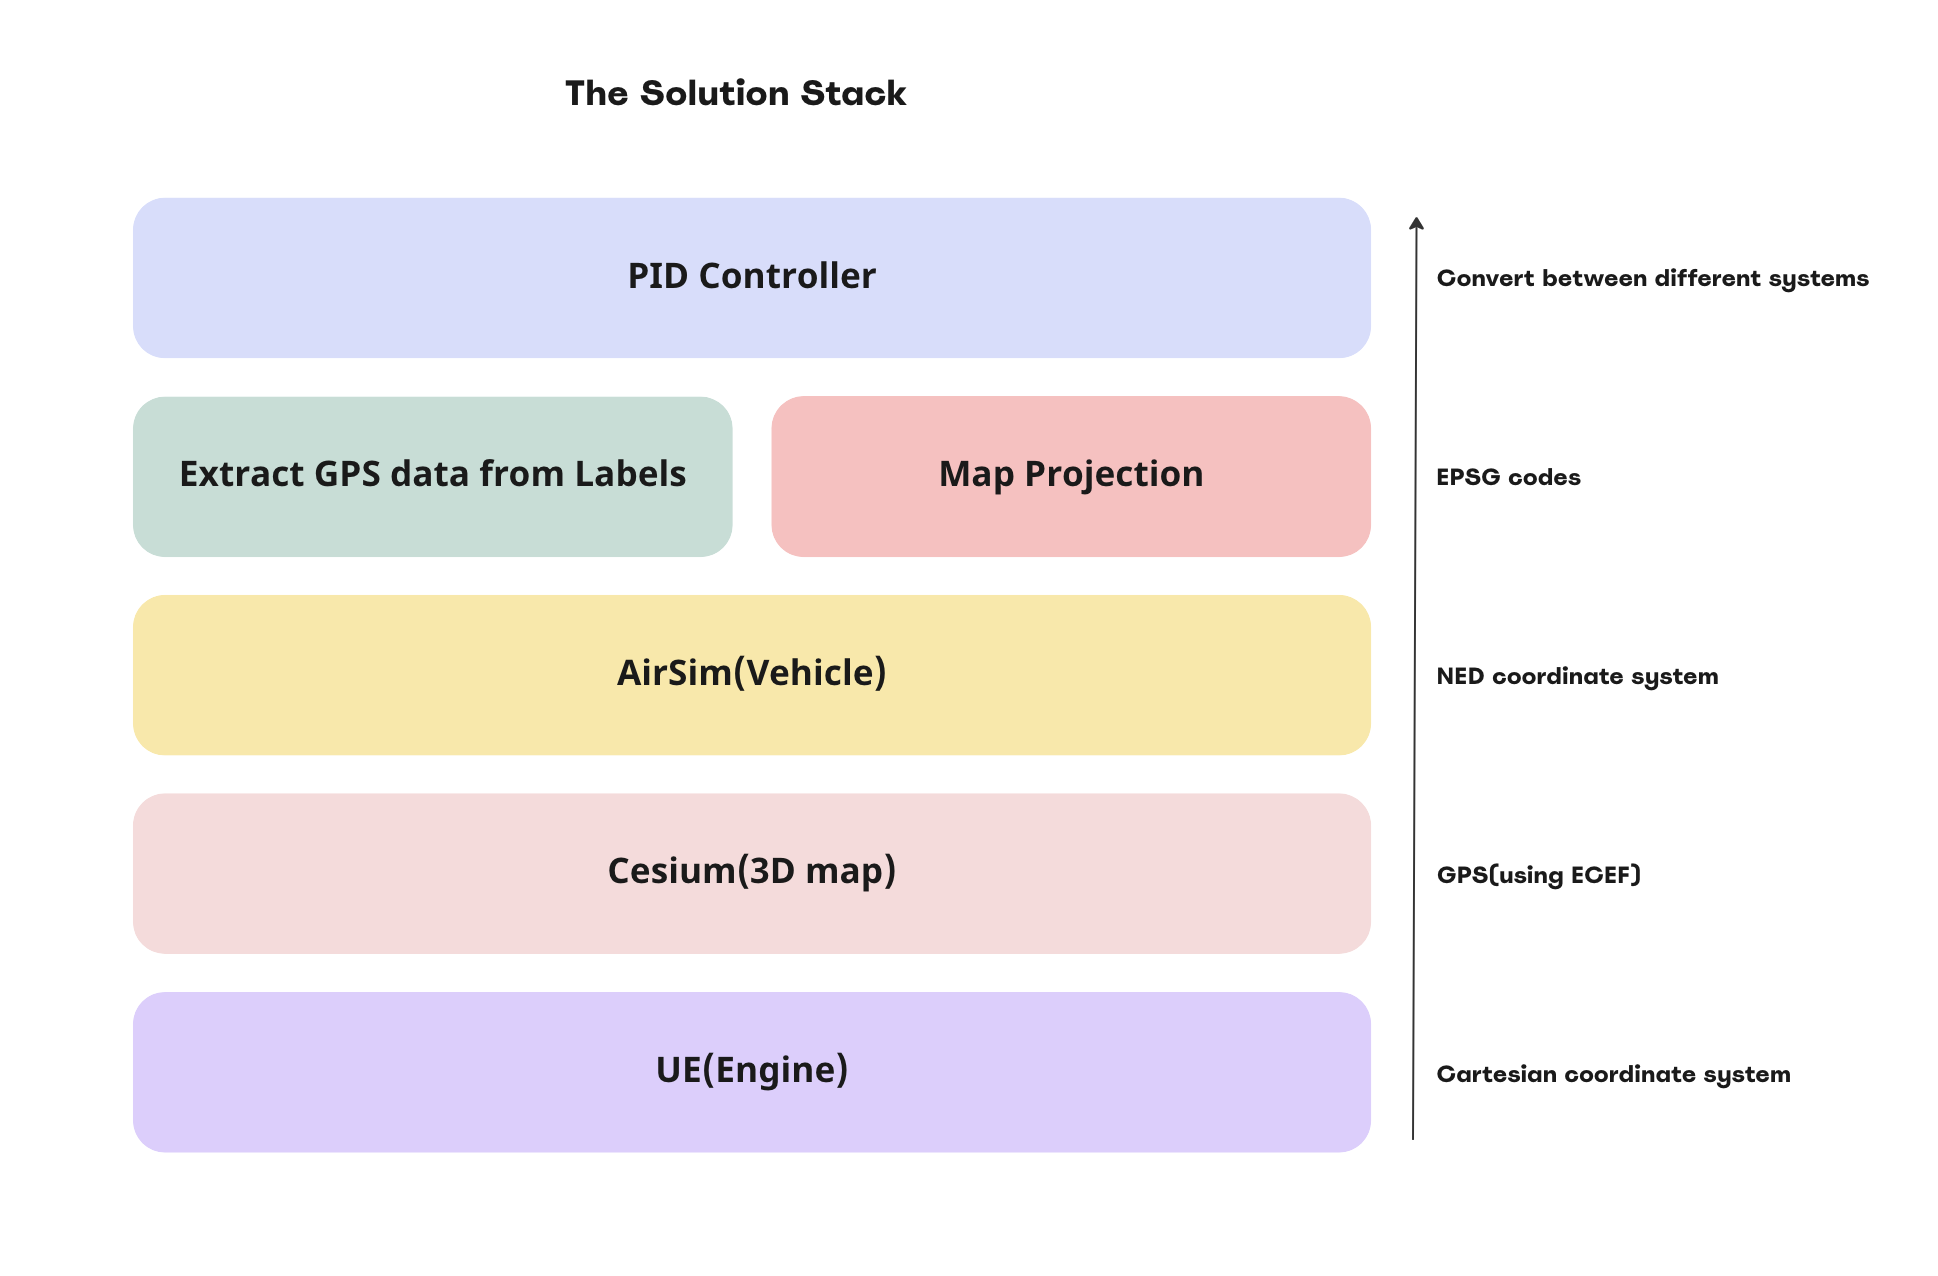 The Solution Stack
PID Controller
Convert between different systems
Extract GPS data from Labels
Map Projection
EPSG codes
AirSim(Vehicle)
NED coordinate system
Cesium(3D map)
GPS(using ECEF)
UE(Engine)
Cartesian coordinate system